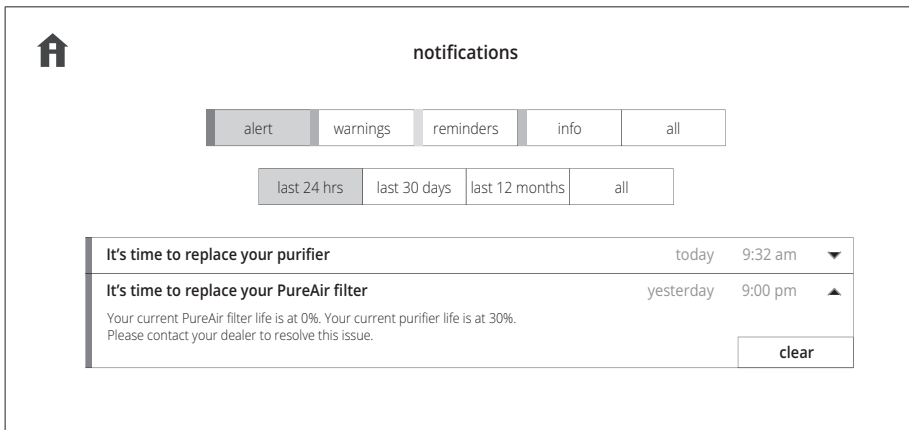 notifications
alert warnings reminders info all
last 24 hrs last 30 days last 12 months all
It's time to replace your purifier today 9:32 am
It's time to replace your PureAir filter yesterday 9:00 pm
Your current PureAir filter life is at 0%. Your current purifier life is at 30%.
Please contact your dealer to resolve this issue.
clear